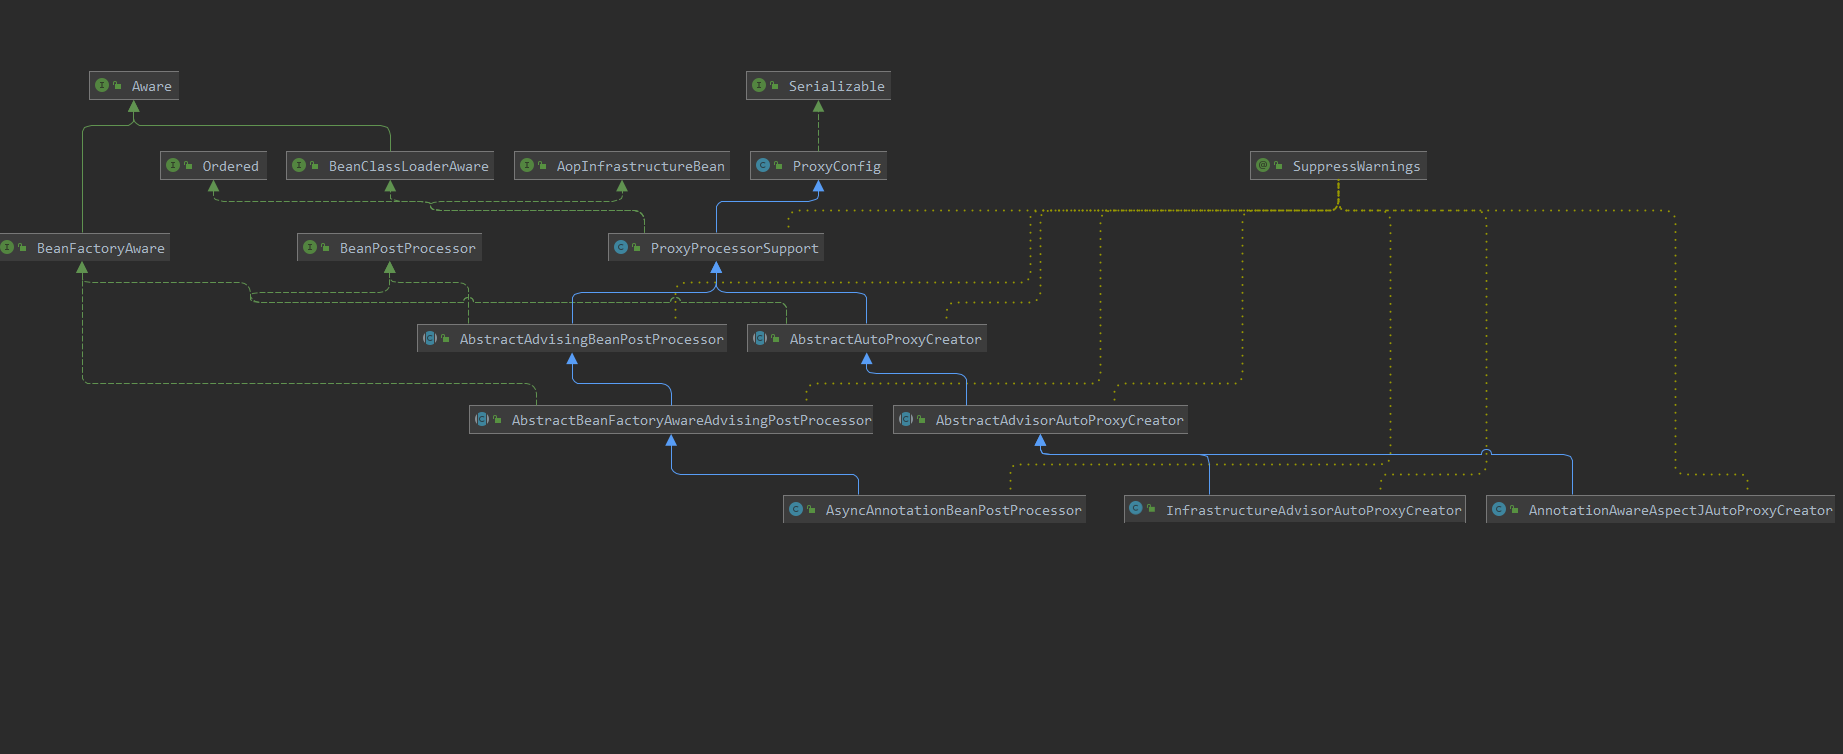 Aware
Serializable
Ordered
BeanClassLoaderAware
AopInfrastructureBean
ProxyConfig
SuppressWarnings
BeanFactoryAware
BeanPostProcessor
ProxyProcessorSupport
AbstractAdvisingBeanPostProcessor
AbstractAutoProxyCreator
AbstractBeanFactoryAwareAdvisingPostProcessor
AbstractAdvisorAutoProxyCreator
AsyncAnnotationBeanPostProcessor
InfrastructureAdvisorAutoProxyCreator
AnnotationAwareAspectJAutoProxyCreator